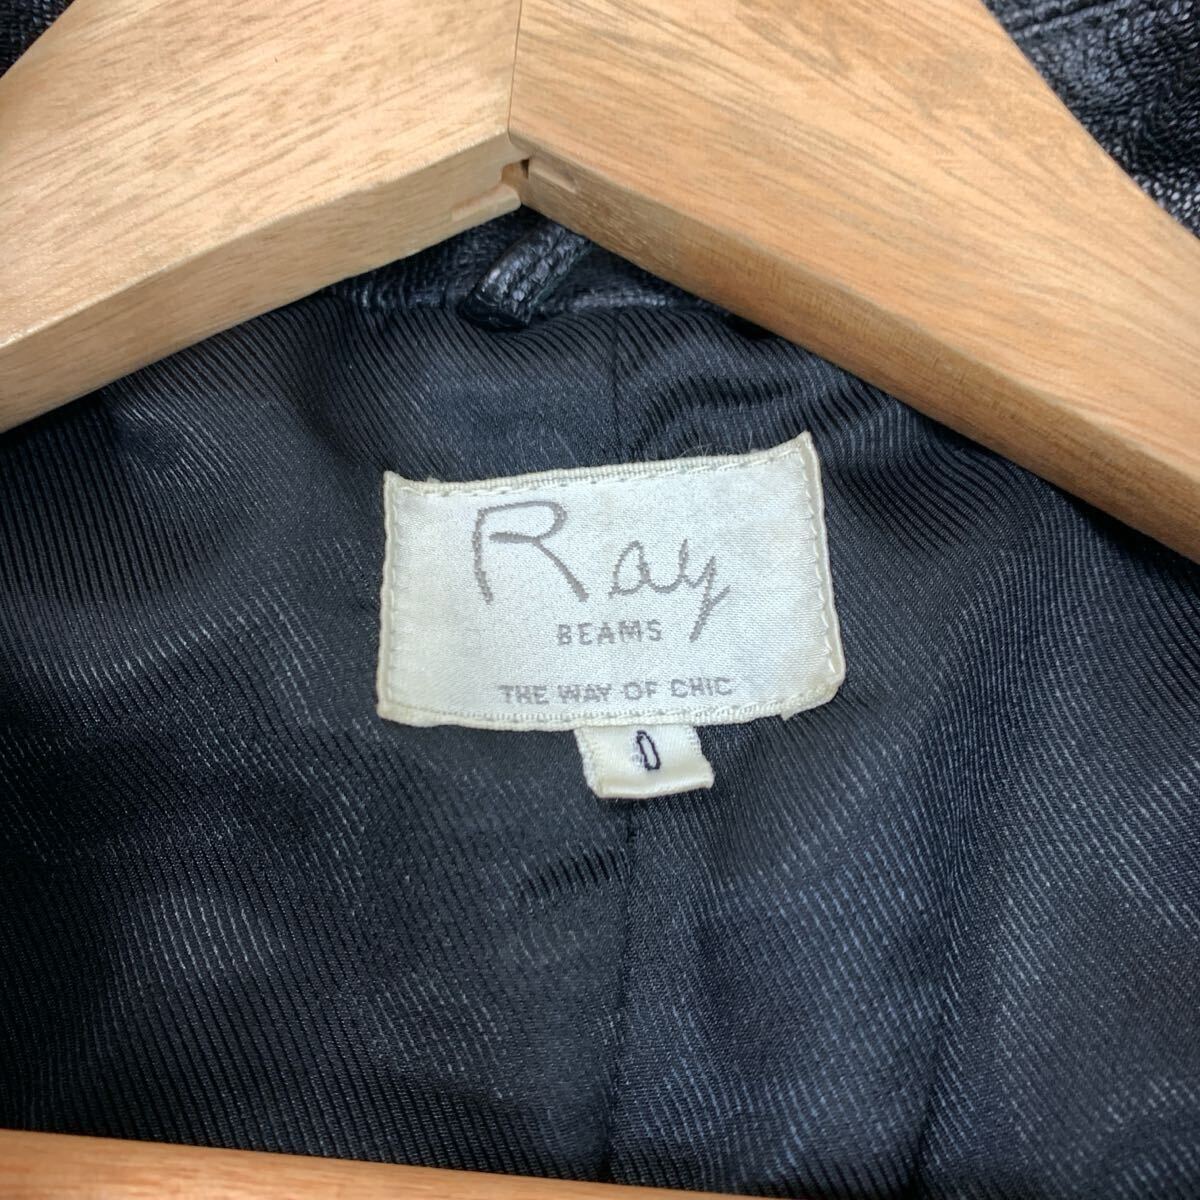 Ray
BEAMS
THE WAY OF CHIC
0